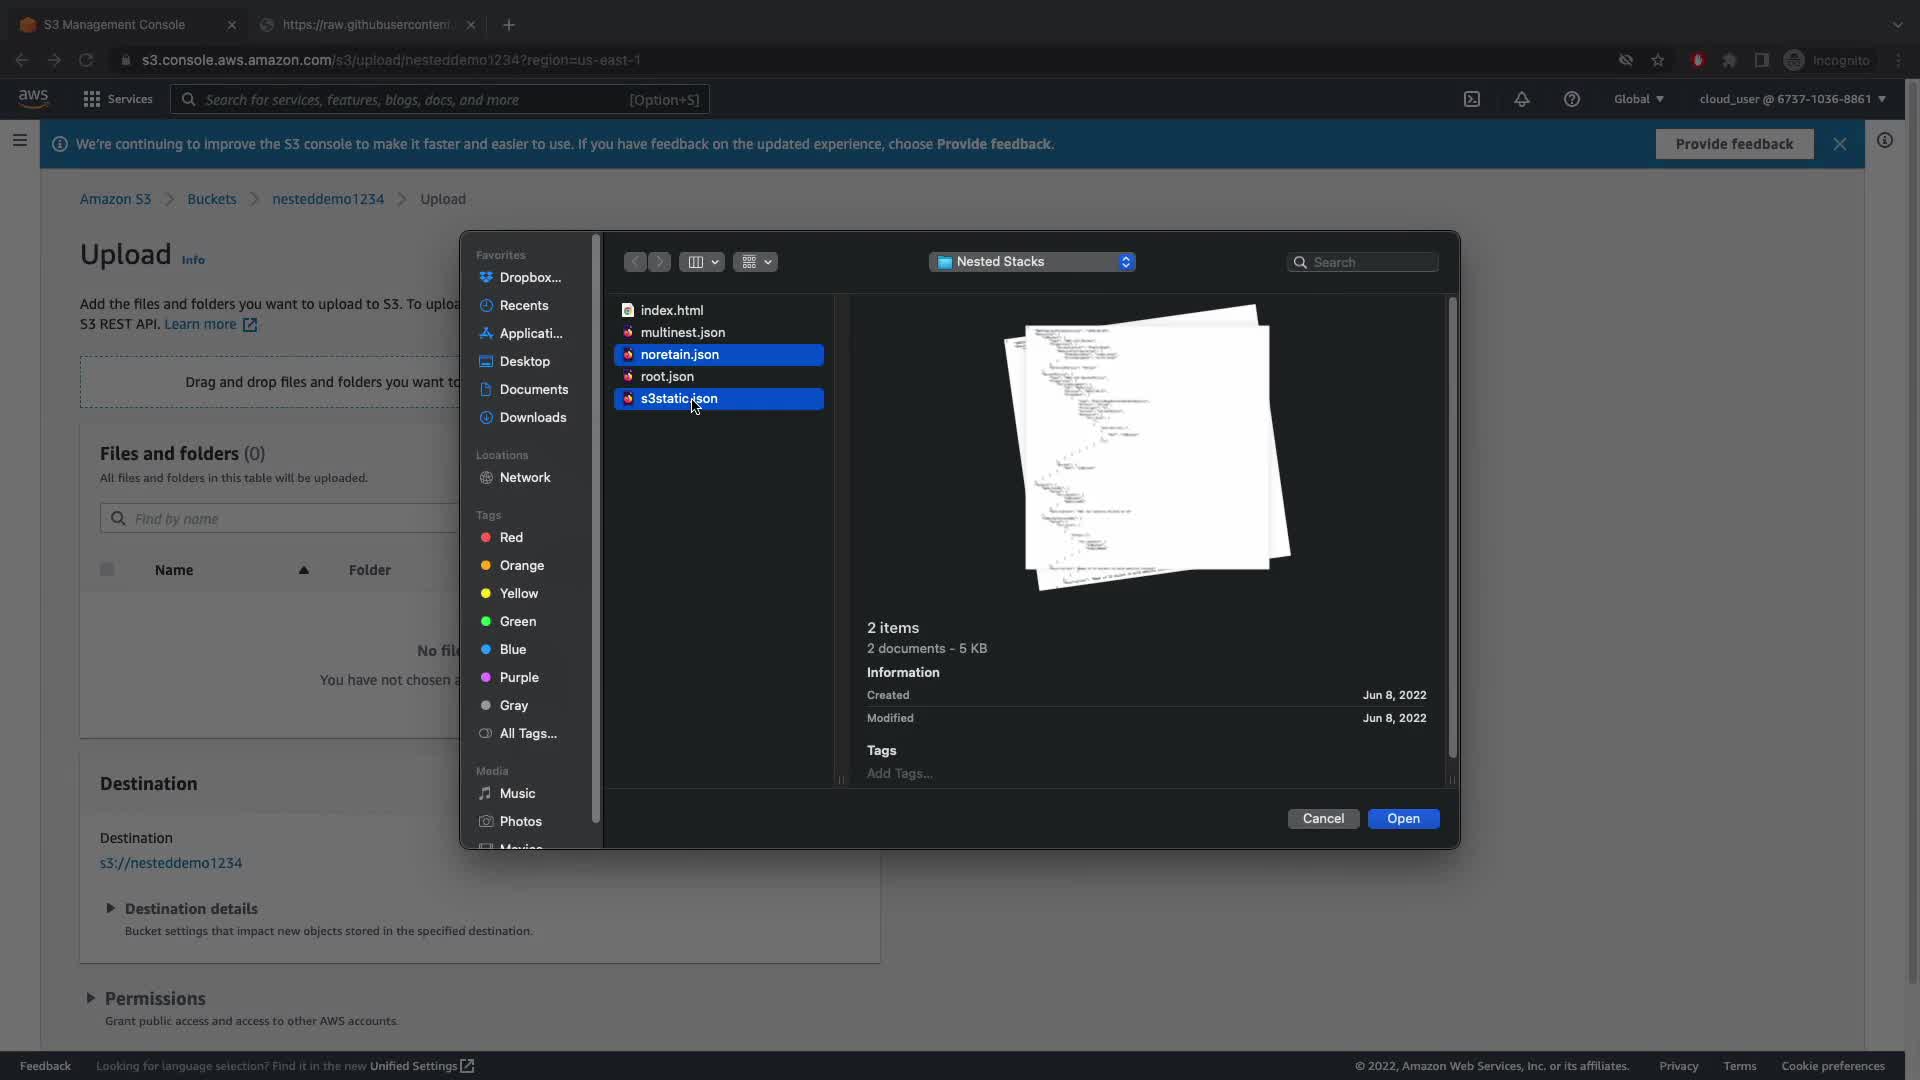 S3 Management Console
https://raw.githubusercontent
s3.console.aws.amazon.com/s3/upload/nesteddemo1234?region=us-east-1
Incognito
aws
Services
Search for services, features, blogs, docs, and more
[Option+S]
Global
cloud_user @ 6737-1036-8861
We're continuing to improve the S3 console to make it faster and easier to use. If you have feedback on the updated experience, choose Provide feedback.
Provide feedback
Amazon S3
Buckets
nesteddemo1234
Upload
Upload
Info
Add the files and folders you want to upload to S3. To uploa
S3 REST API. Learn more
Drag and drop files and folders you want to
Files and folders (0)
All files and folders in this table will be uploaded.
Find by name
Name
Folder
No file
You have not chosen a
Destination
Destination
s3://nesteddemo1234
Destination details
Bucket settings that impact new objects stored in the specified destination.
Permissions
Grant public access and access to other AWS accounts.
Favorites
Dropbox...
Recents
Applicati...
Desktop
Documents
Downloads
Locations
Network
Tags
Red
Orange
Yellow
Green
Blue
Purple
Gray
All Tags...
Media
Music
Photos
Movies
Nested Stacks
Search
index.html
multinest.json
noretain.json
root.json
s3static.json
2 items
2 documents - 5 KB
Information
Created
Jun 8, 2022
Modified
Jun 8, 2022
Tags
Add Tags...
Cancel
Open
Feedback
Looking for language selection? Find it in the new Unified Settings
© 2022, Amazon Web Services, Inc. or its affiliates.
Privacy
Terms
Cookie preferences